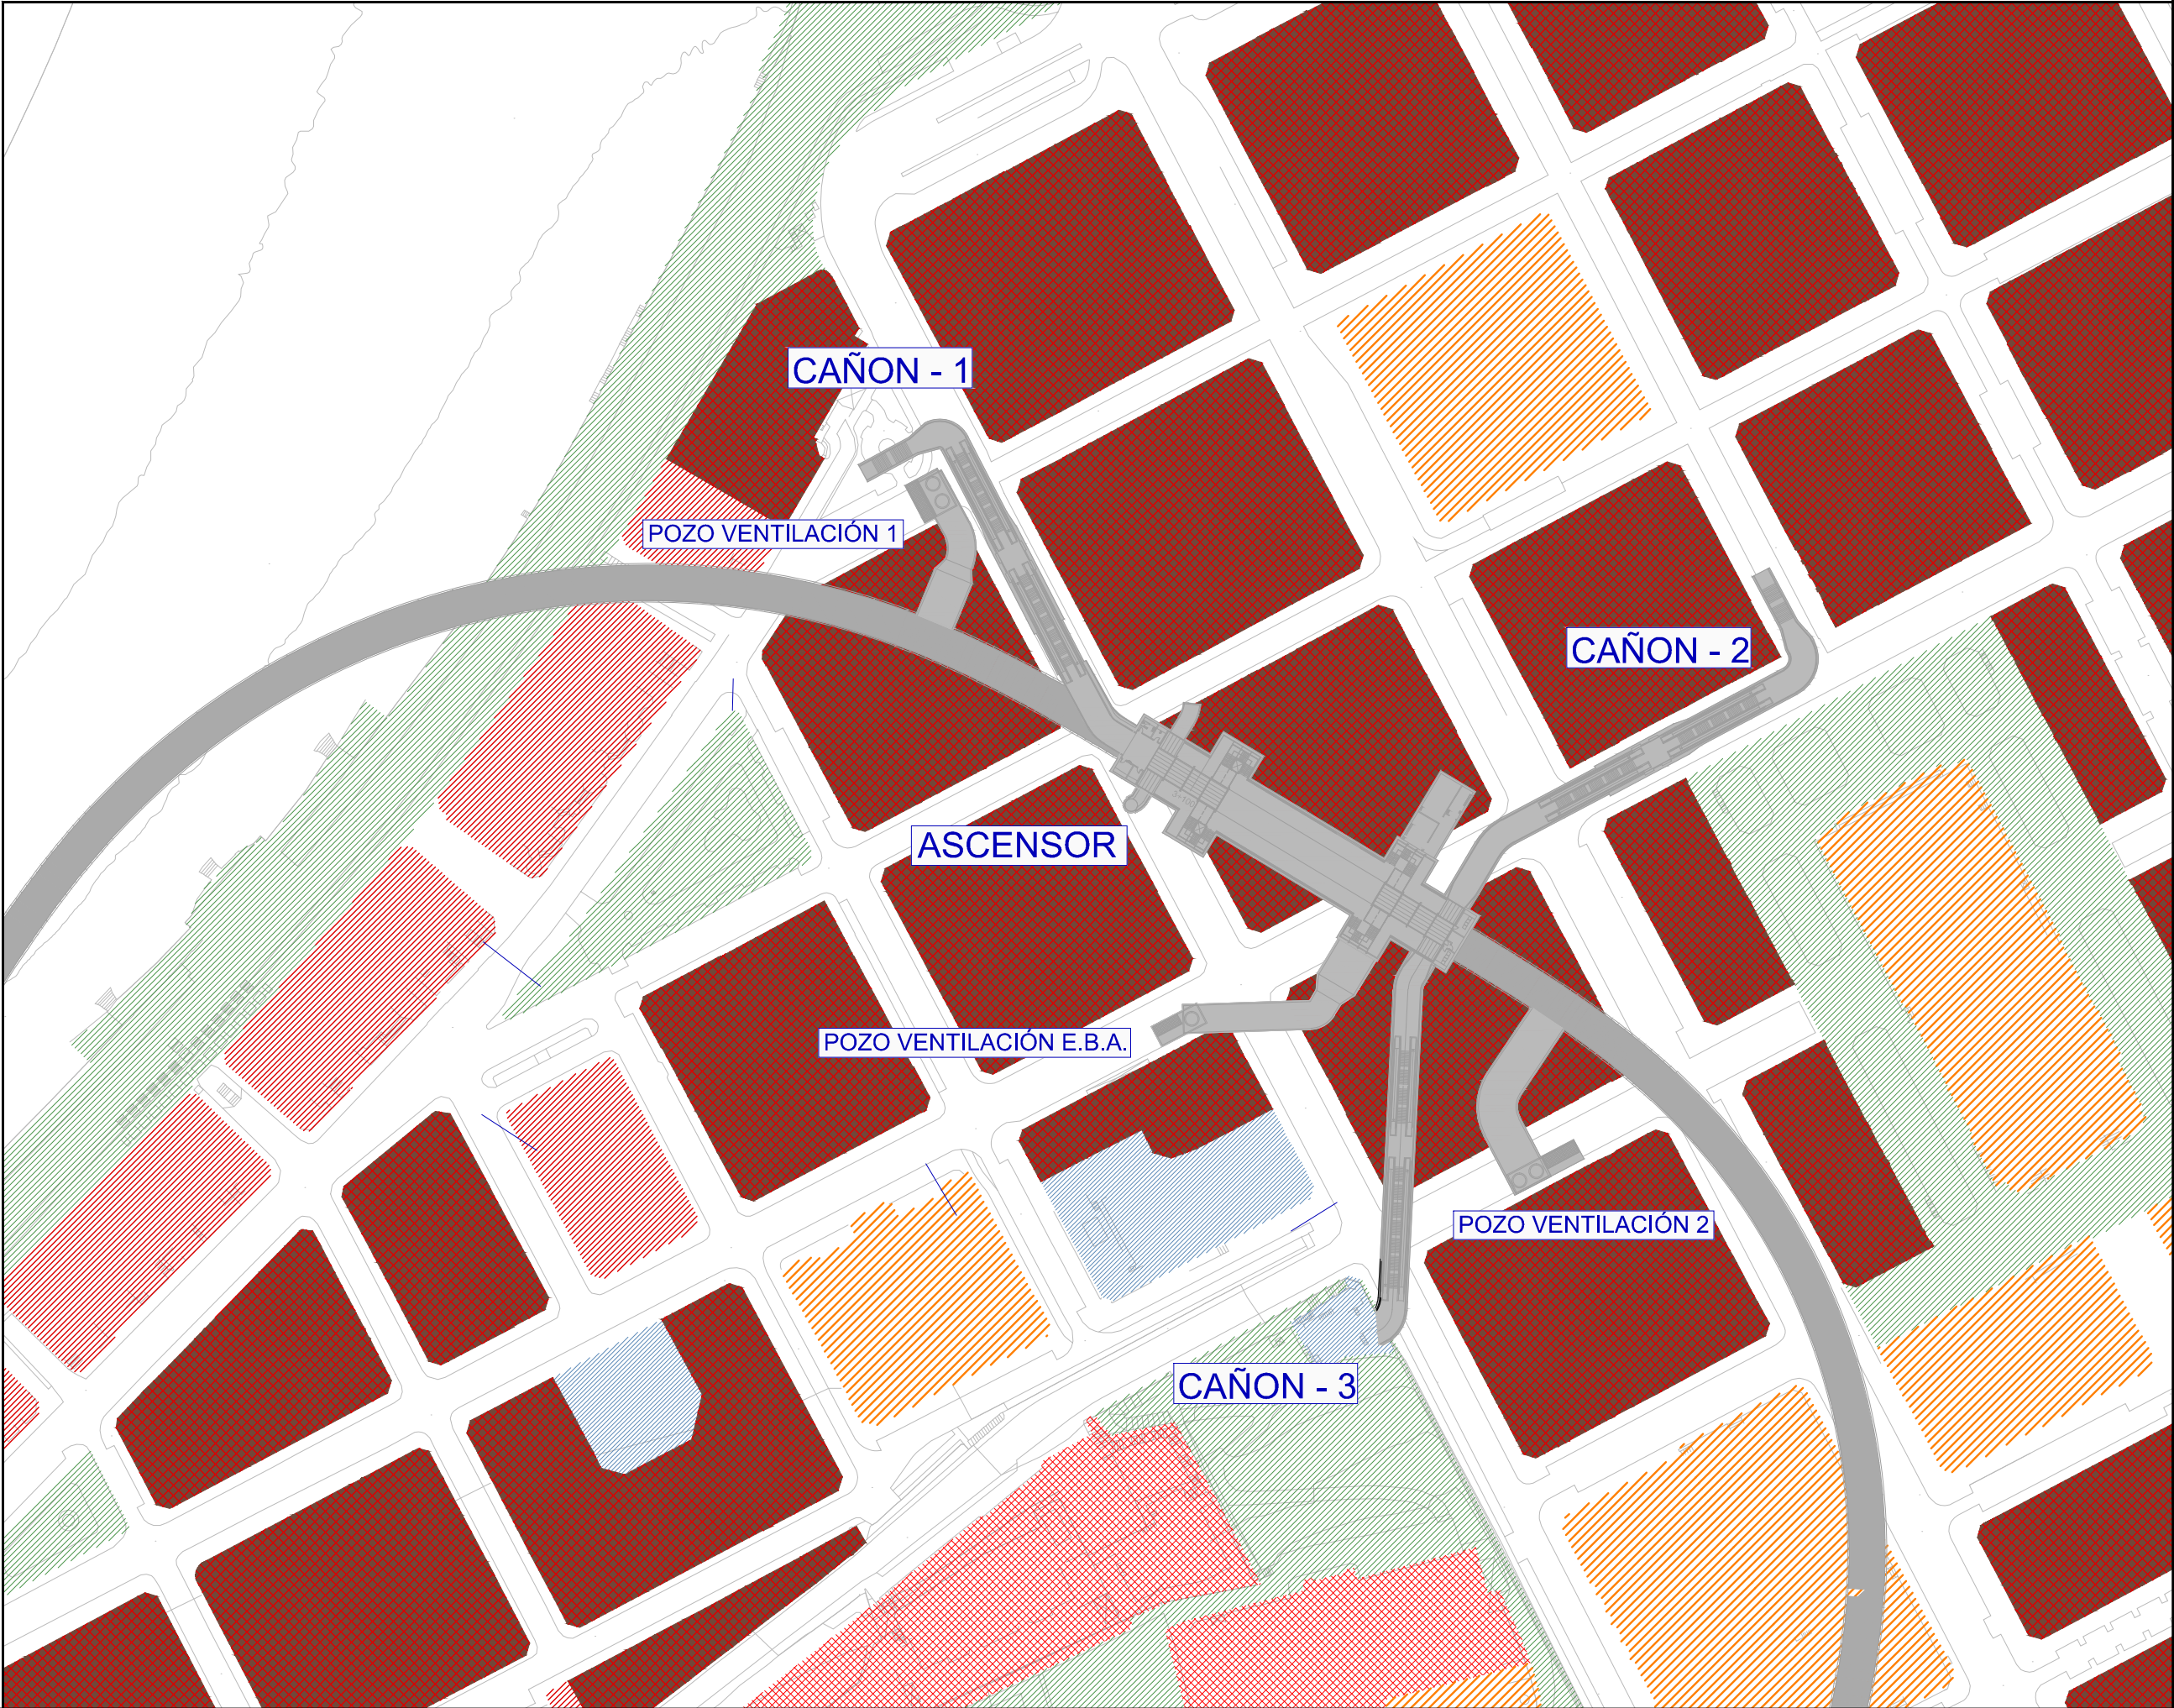 CAÑON - 1
POZO VENTILACIÓN 1
CAÑON - 2
ASCENSOR
POZO VENTILACIÓN E.B.A.
POZO VENTILACIÓN 2
CAÑON - 3